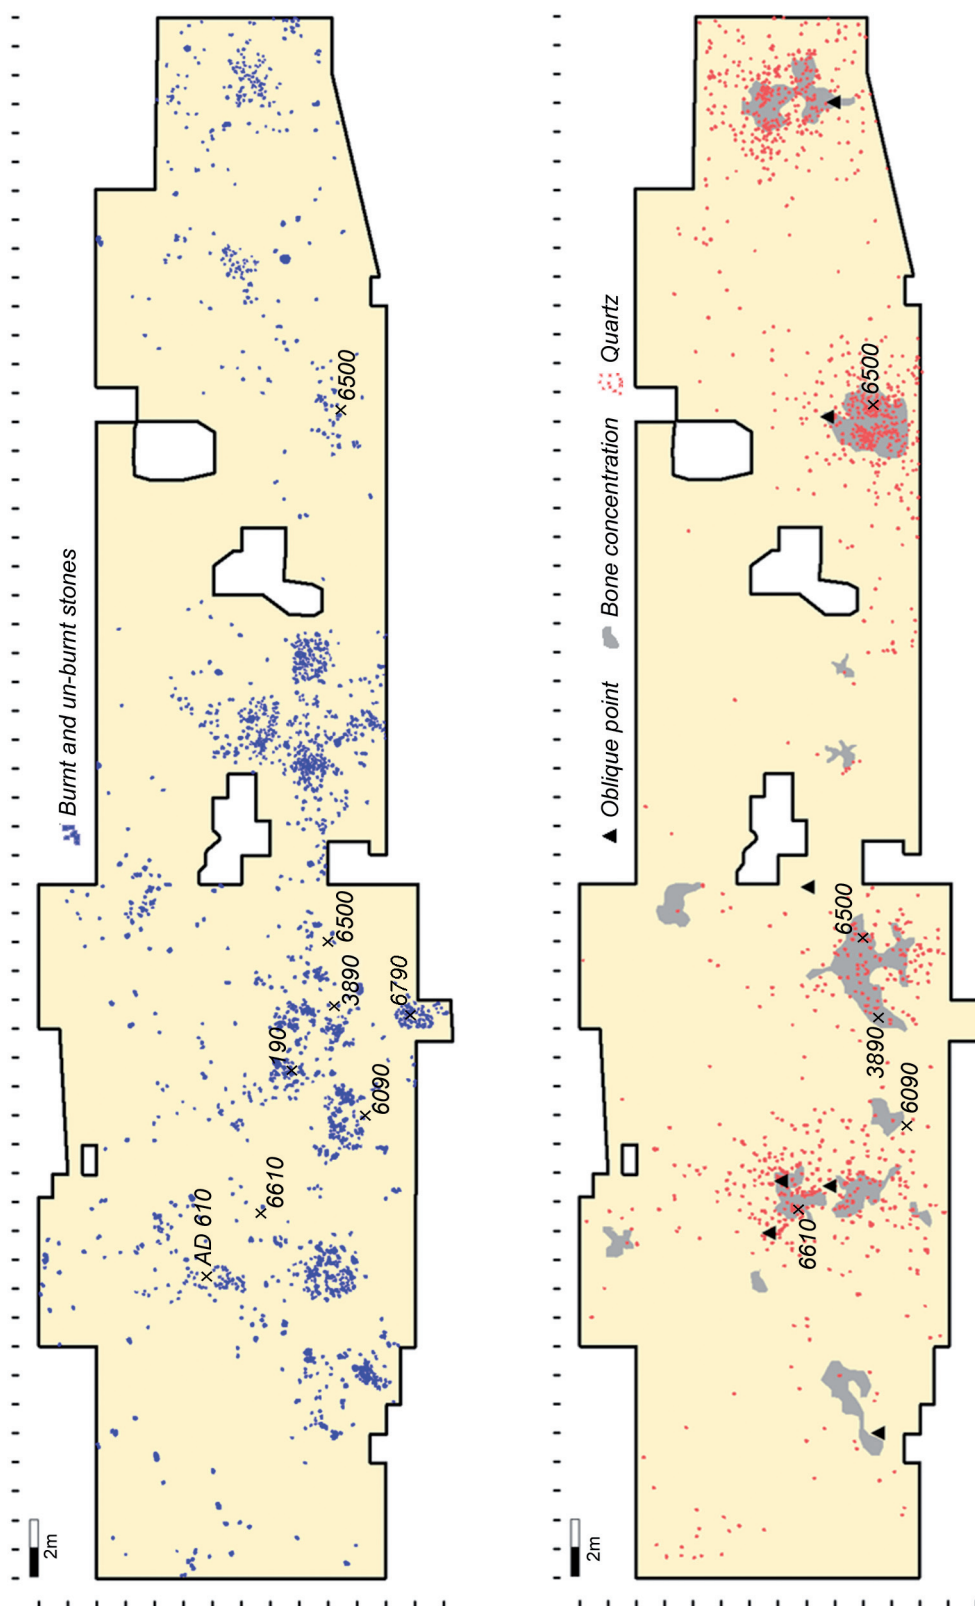 Burnt and un-burnt stones
6500
6500
3890
6790
190
6090
6610
AD 610
2m
Oblique point
Bone concentration
Quartz
6500
6500
3890
6090
6610
2m